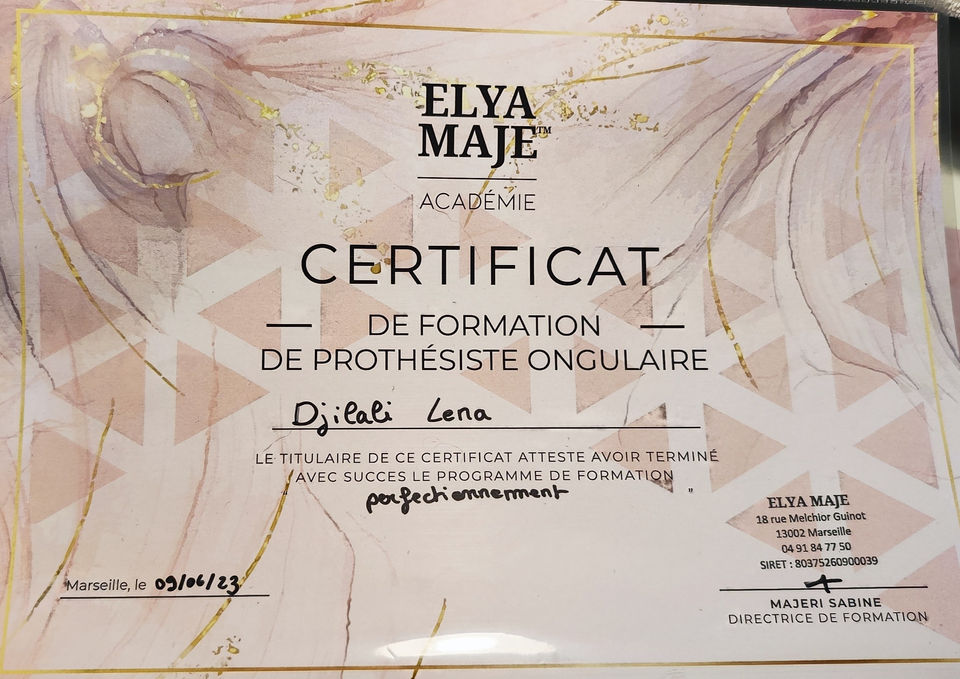 ELYA
MAJE™
ACADÉMIE
CERTIFICAT
DE FORMATION
DE PROTHÉSISTE ONGULAIRE
Djilali Lena
LE TITULAIRE DE CE CERTIFICAT ATTESTE AVOIR TERMINÉ
AVEC SUCCES LE PROGRAMME DE FORMATION
" perfectionnerment "
ELYA MAJE
18 rue Melchior Guinot
13002 Marseille
04 91 84 77 50
SIRET : 80375260900039
Marseille, le 09/06/23
MAJERI SABINE
DIRECTRICE DE FORMATION